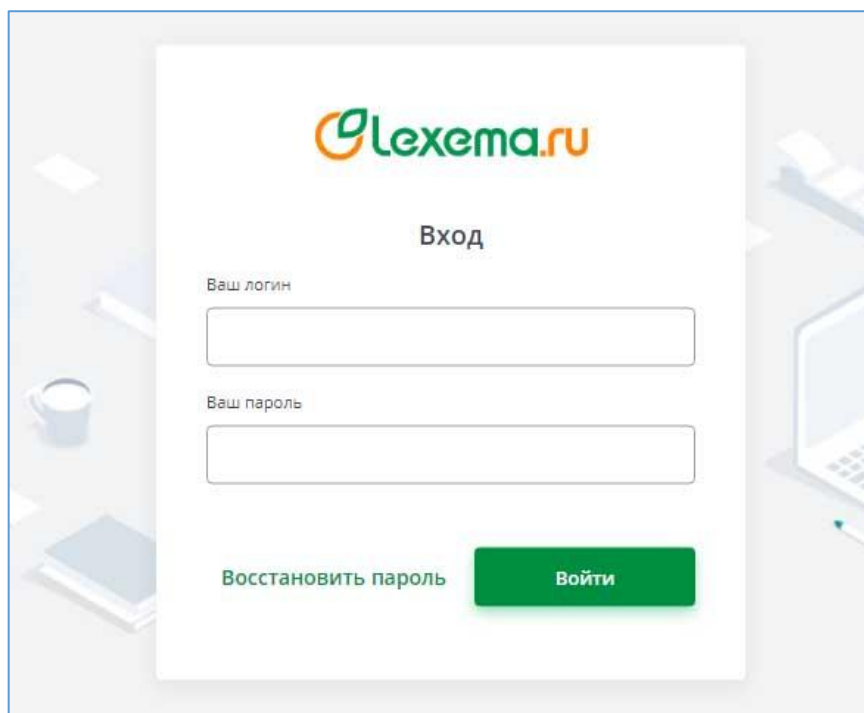 lexema.ru
Вход
Ваш логин
Ваш пароль
Восстановить пароль Войти